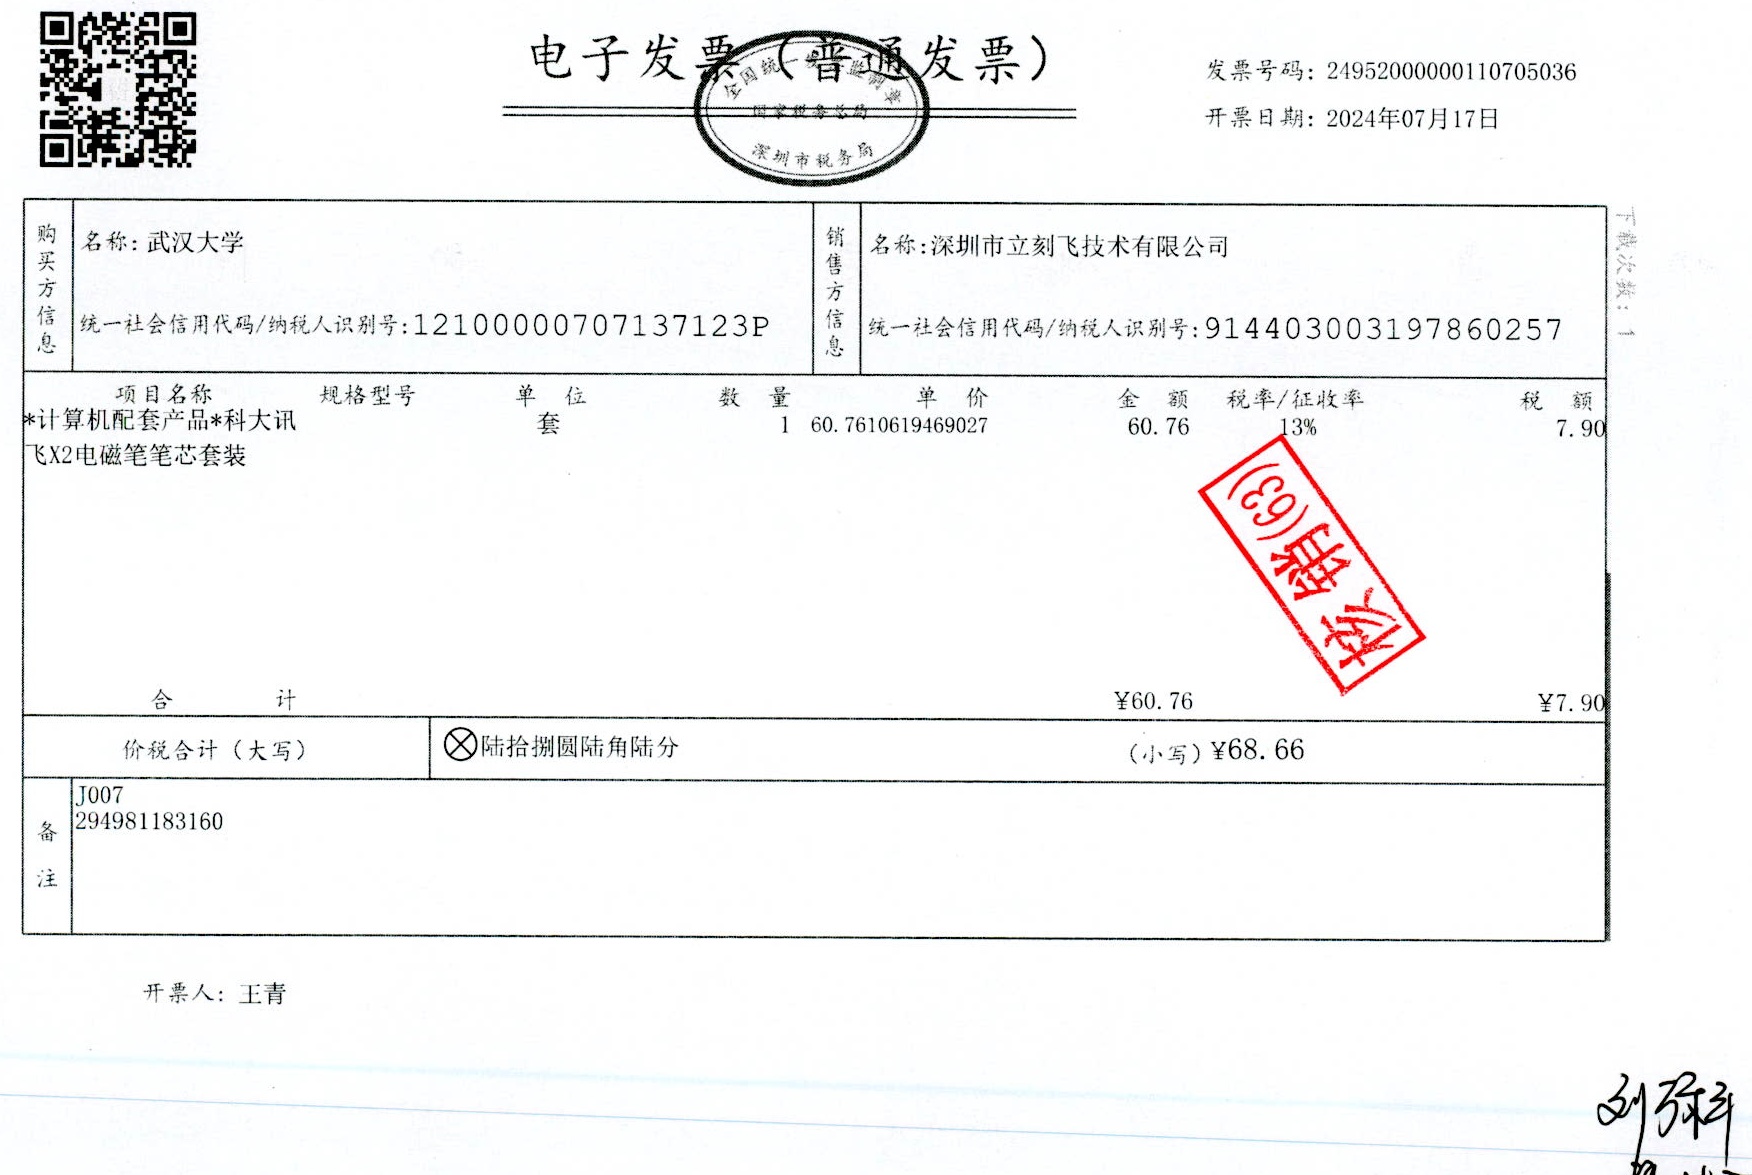 电子发票（普通发票）
全国统一发票监制章
国家税务总局
深圳市税务局
发票号码：24952000000110705036
开票日期：2024年07月17日
购买方信息
名称：武汉大学
统一社会信用代码/纳税人识别号：12100000707137123P
销售方信息
名称：深圳市立刻飞技术有限公司
统一社会信用代码/纳税人识别号：914403003197860257
下载次数：1
项目名称 规格型号 单 位 数 量 单 价 金 额 税率/征收率 税 额
*计算机配套产品*科大讯 套 1 60.7610619469027 60.76 13% 7.90
飞X2电磁笔笔芯套装
校销(63)
合 计 ¥60.76 ¥7.90
价税合计（大写） ⊗陆拾捌圆陆角陆分 （小写）¥68.66
备注
J007
294981183160
开票人：王青